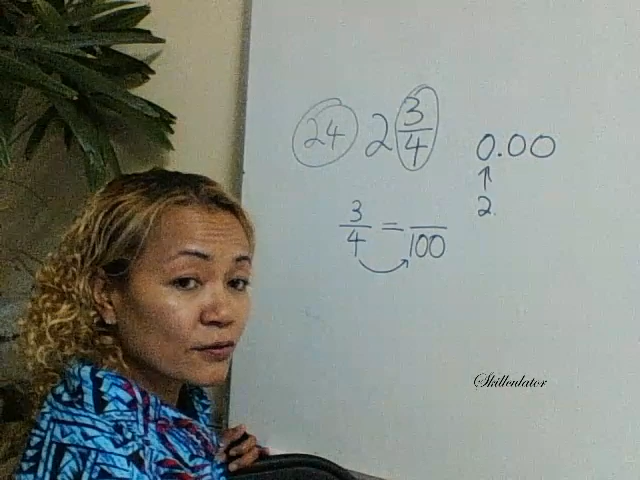 24 2 3/4 0.00
↑
2.
3/4 = /100
Skillculator